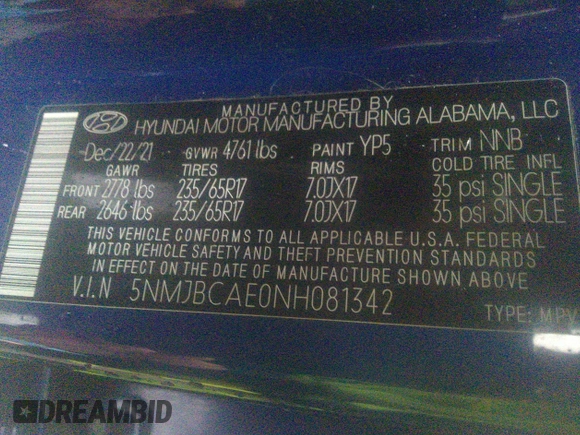 MANUFACTURED BY
HYUNDAI MOTOR MANUFACTURING ALABAMA, LLC
Dec/22/21 GVWR 4761 lbs PAINT YP5 TRIM NNB
GAWR TIRES RIMS COLD TIRE INFL
FRONT 2778 lbs 235/65R17 7.0JX17 35 psi SINGLE
REAR 2646 lbs 235/65R17 7.0JX17 35 psi SINGLE
THIS VEHICLE CONFORMS TO ALL APPLICABLE U.S.A. FEDERAL
MOTOR VEHICLE SAFETY AND THEFT PREVENTION STANDARDS
IN EFFECT ON THE DATE OF MANUFACTURE SHOWN ABOVE
V.I.N 5NMJBCAE0NH081342
TYPE: MPV
DREAMBID